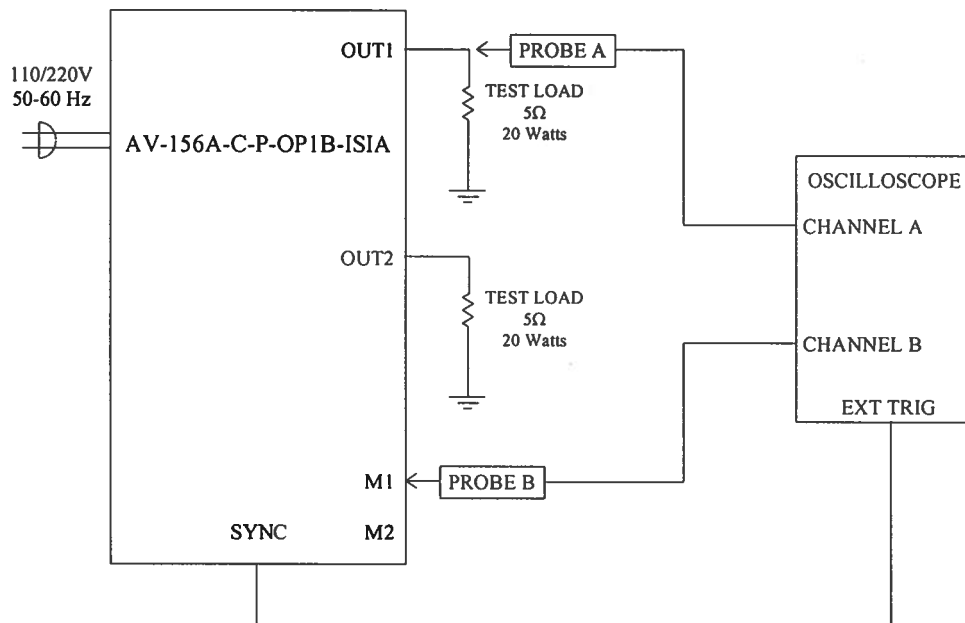 OUT1
PROBE A
110/220V
50-60 Hz
TEST LOAD
5Ω
20 Watts
AV-156A-C-P-OP1B-ISIA
OSCILLOSCOPE
CHANNEL A
OUT2
TEST LOAD
5Ω
20 Watts
CHANNEL B
EXT TRIG
M1
PROBE B
SYNC
M2